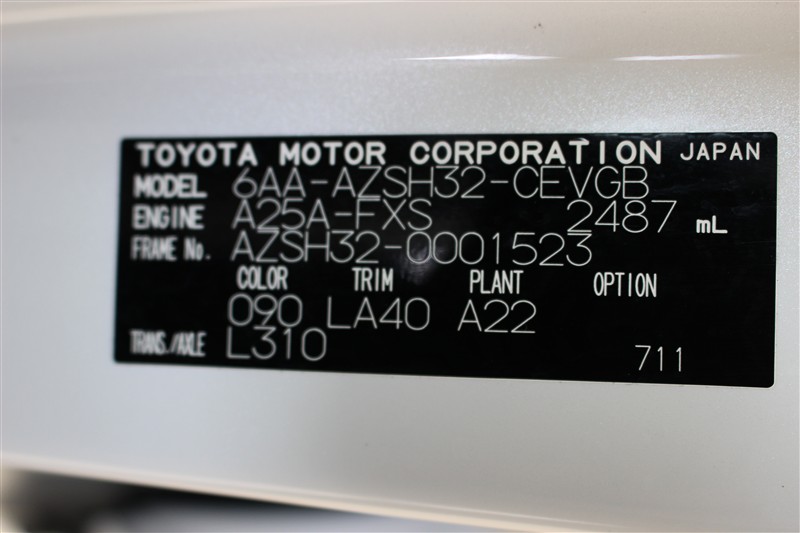 TOYOTA MOTOR CORPORATION JAPAN
MODEL 6AA-AZSH32-CEVGB
ENGINE A25A-FXS 2487 mL
FRAME No. AZSH32-0001523
COLOR TRIM PLANT OPTION
090 LA40 A22
TRANS./AXLE L310 711